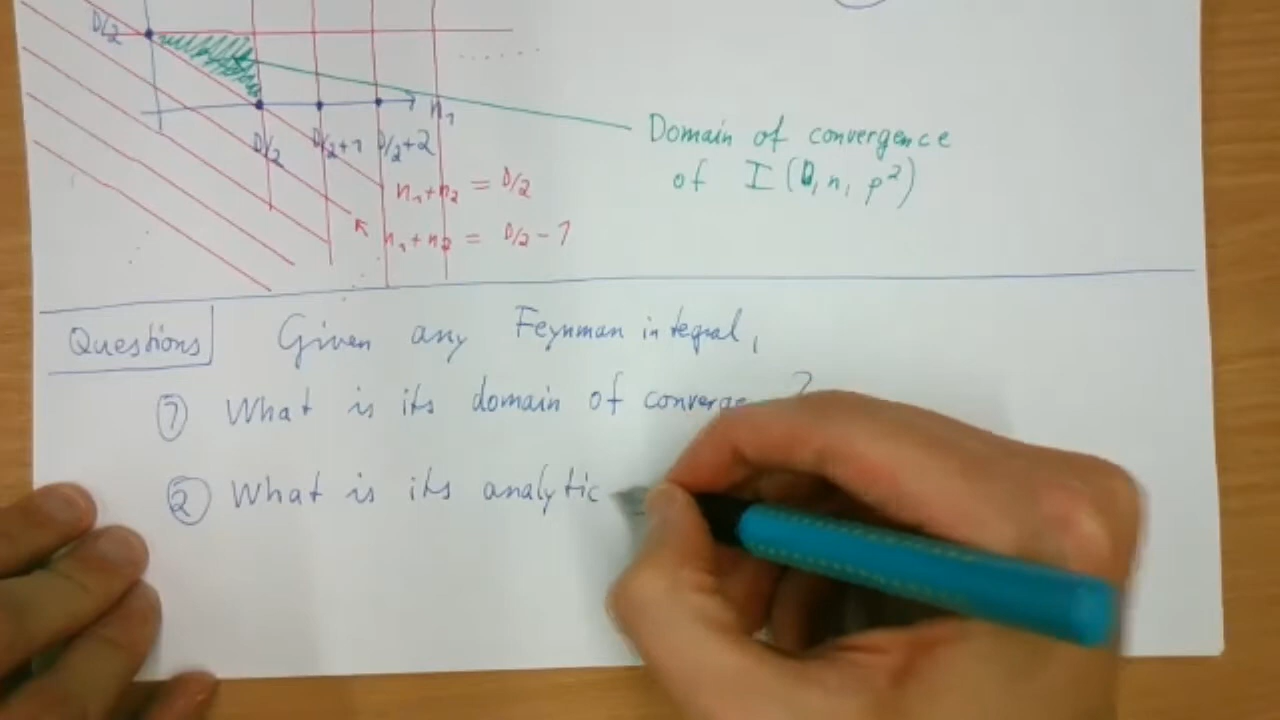 D/2
n₁
D/2 D/2+1 D/2+2
Domain of convergence
of I(D, n, p²)
n₁+n₂ = D/2
n₁+n₂ = D/2 - 1
Questions Given any Feynman integral,
① What is its domain of converge ?
② What is its analytic